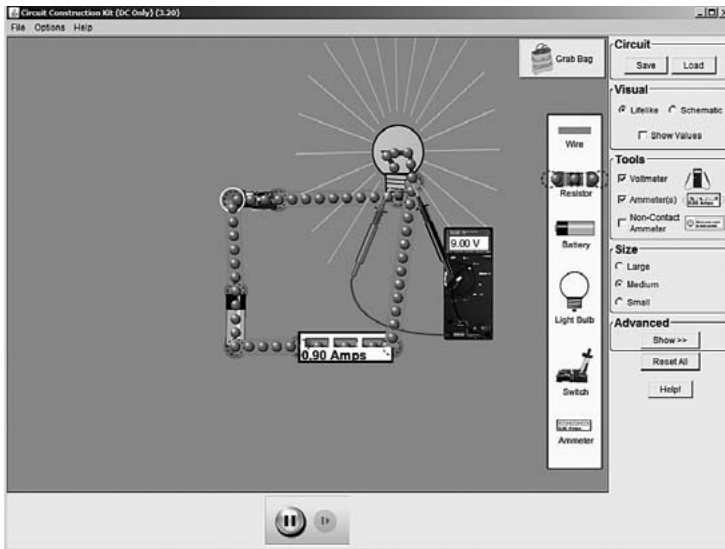 Circuit Construction Kit (DC Only) (3.20)
File Options Help
Grab Bag
Wire
Resistor
Battery
Light Bulb
Switch
Ammeter
9.00 V
0.90 Amps
Circuit
Save Load
Visual
Lifelike Schematic
Show Values
Tools
Voltmeter
Ammeter(s)
Non-Contact
Ammeter
Size
Large
Medium
Small
Advanced
Show >>
Reset All
Help!